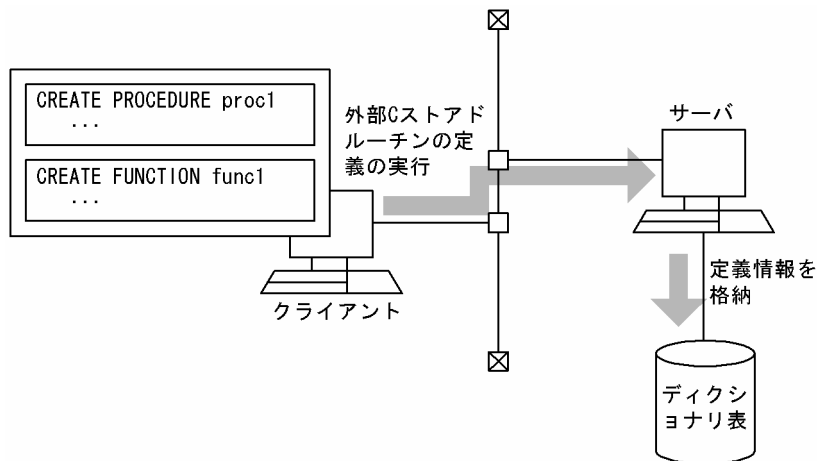 CREATE PROCEDURE proc1
...
CREATE FUNCTION func1
...
外部Cストアド
ルーチンの定
義の実行
サーバ
クライアント
定義情報を
格納
ディクシ
ョナリ表